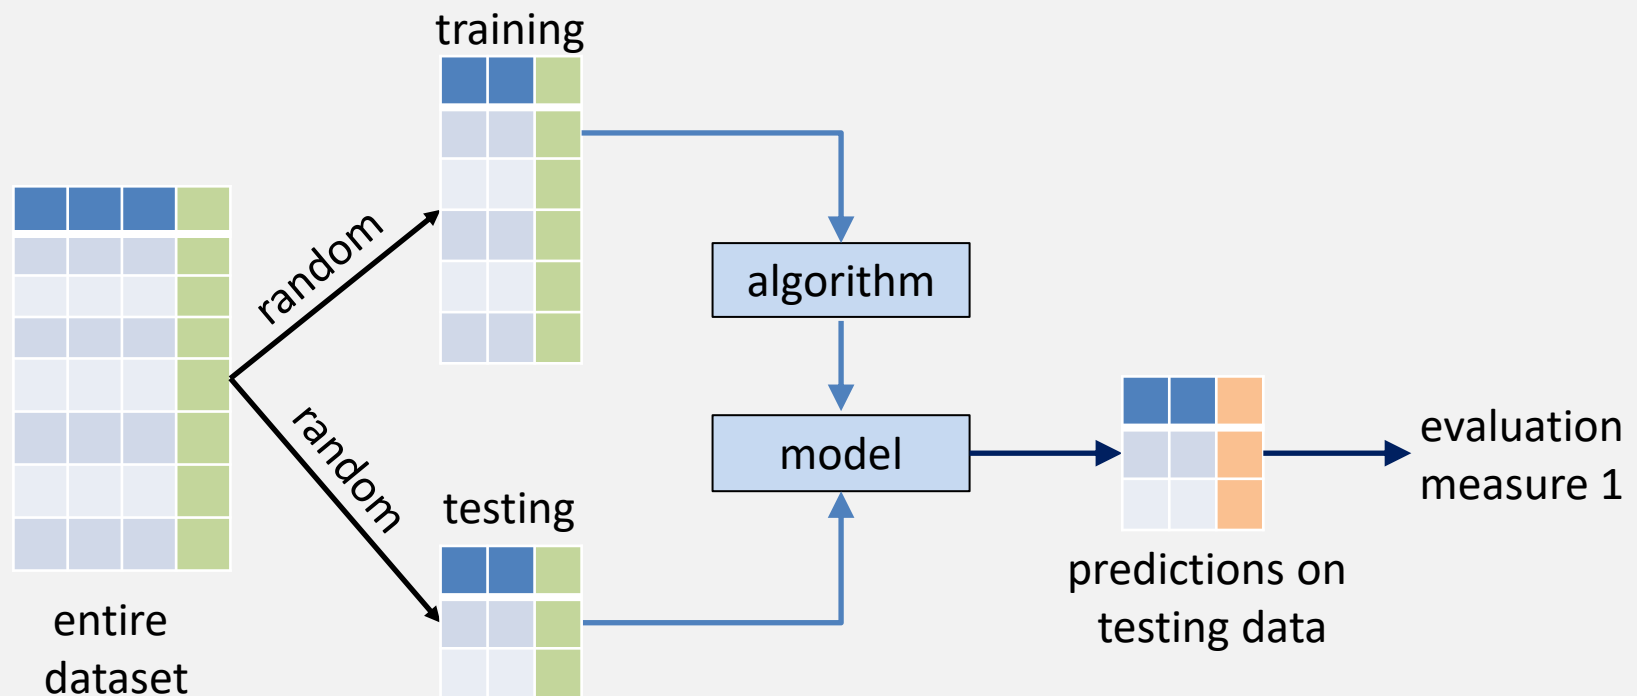 training
random
algorithm
random
model
evaluation
measure 1
testing
predictions on
testing data
entire
dataset